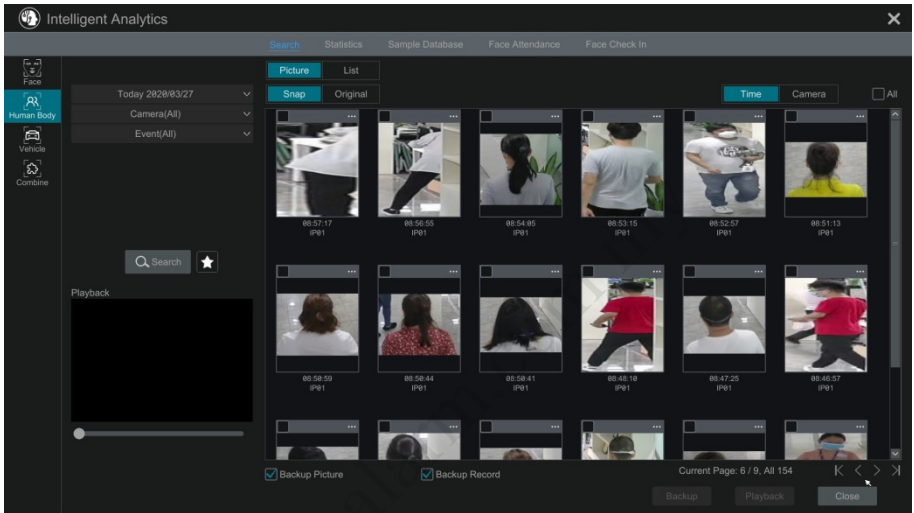 Intelligent Analytics
Search Statistics Sample Database Face Attendance Face Check In
Face
Human Body
Vehicle
Combine
Today 2020/03/27
Camera(All)
Event(All)
Search
Playback
Picture List
Snap Original Time Camera All
08:57:17 08:56:55 08:54:05 08:53:15 08:52:57 08:51:13
IP01 IP01 IP01 IP01 IP01 IP01
08:50:59 08:50:44 08:50:41 08:48:10 08:47:25 08:46:57
IP01 IP01 IP01 IP01 IP01 IP01
Backup Picture Backup Record Current Page: 6 / 9, All 154
Backup Playback Close